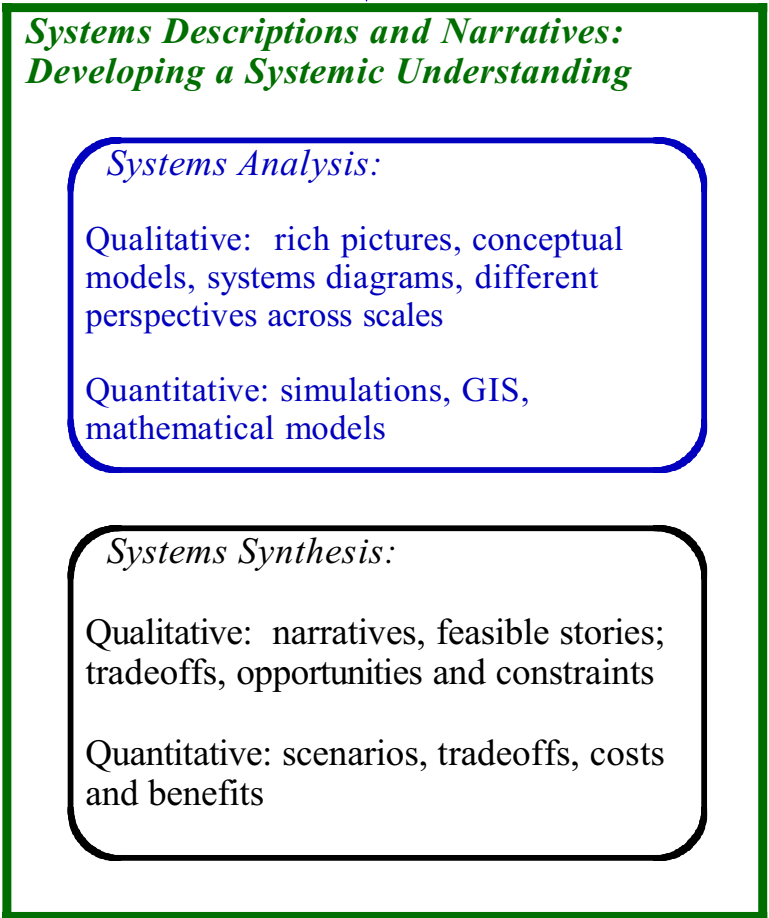 Systems Descriptions and Narratives:
Developing a Systemic Understanding
Systems Analysis:
Qualitative:  rich pictures, conceptual
models, systems diagrams, different
perspectives across scales
Quantitative: simulations, GIS,
mathematical models
Systems Synthesis:
Qualitative:  narratives, feasible stories;
tradeoffs, opportunities and constraints
Quantitative: scenarios, tradeoffs, costs
and benefits